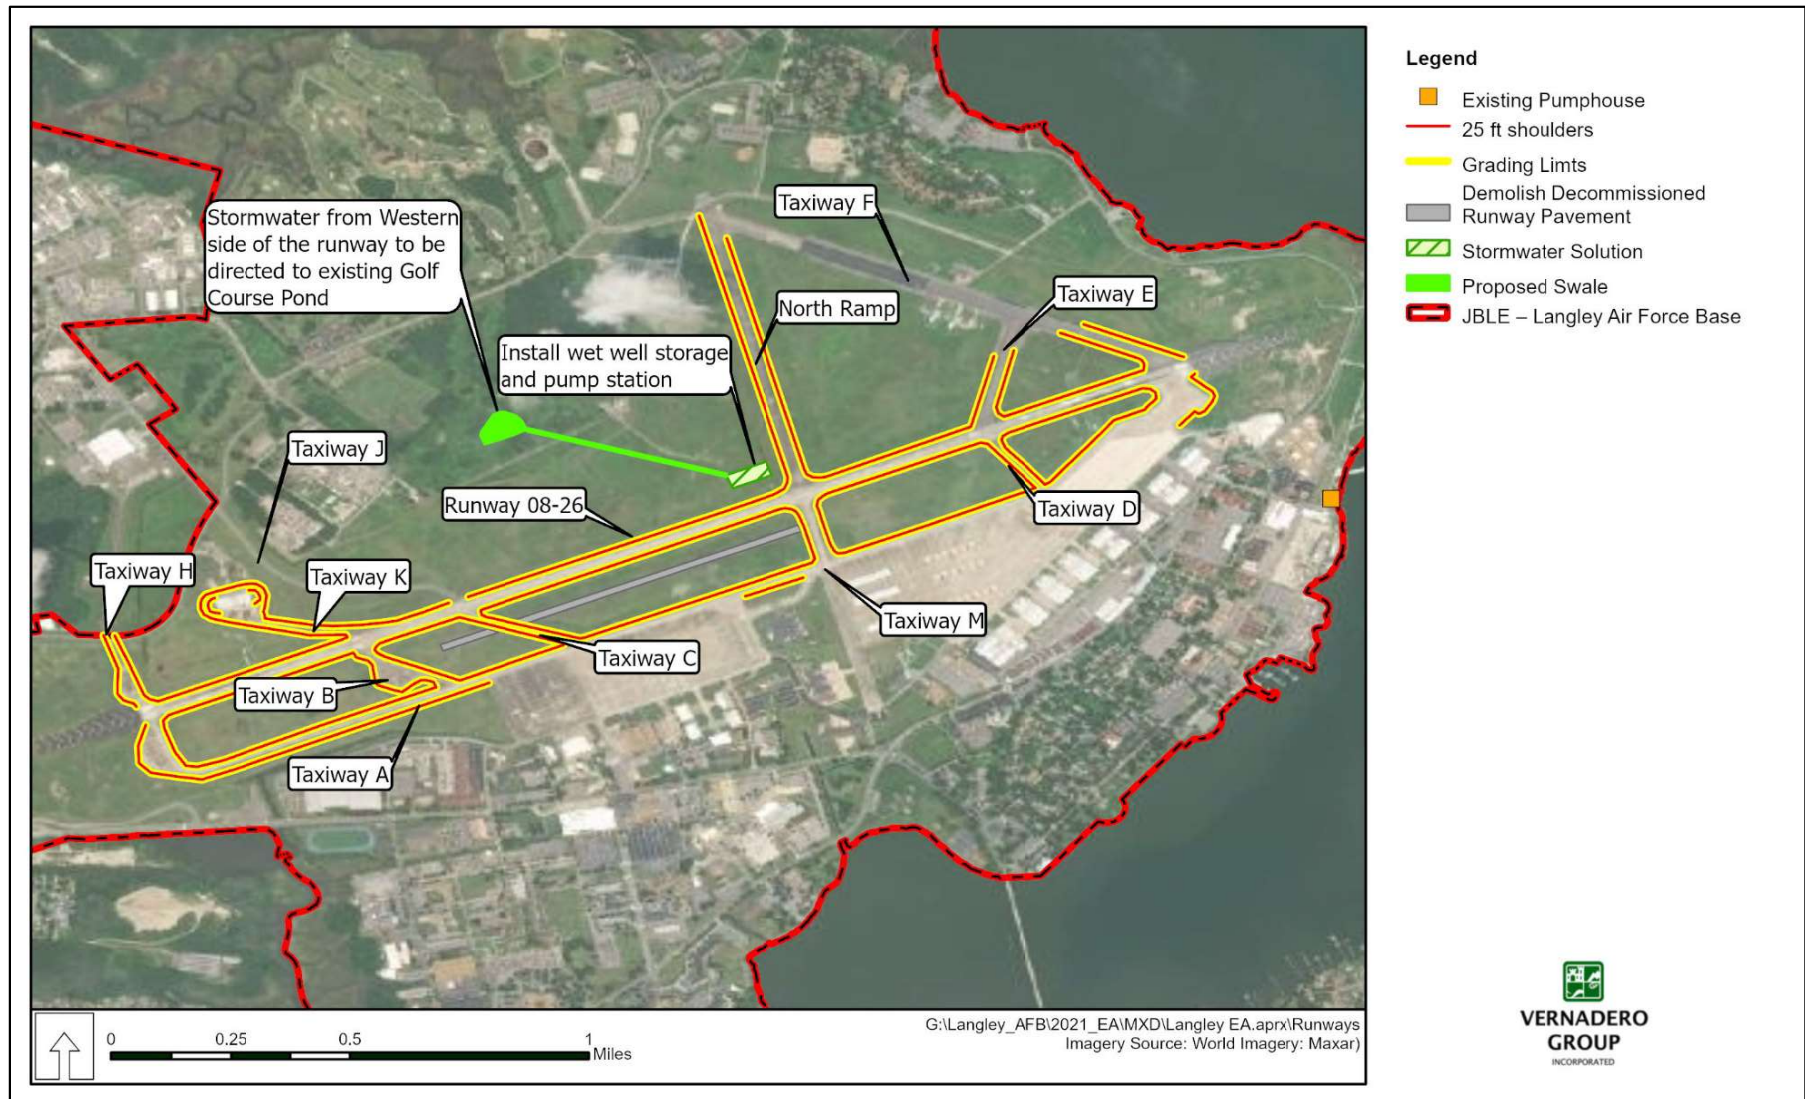 Stormwater from Western
side of the runway to be
directed to existing Golf
Course Pond
Taxiway F
Taxiway E
North Ramp
Install wet well storage
and pump station
Taxiway J
Runway 08-26
Taxiway D
Taxiway H
Taxiway K
Taxiway M
Taxiway C
Taxiway B
Taxiway A
Legend
Existing Pumphouse
25 ft shoulders
Grading Limts
Demolish Decommissioned
Runway Pavement
Stormwater Solution
Proposed Swale
JBLE – Langley Air Force Base
0 0.25 0.5 1
Miles
G:\Langley_AFB\2021_EA\MXD\Langley EA.aprx\Runways
Imagery Source: World Imagery: Maxar)
VERNADERO
GROUP
INCORPORATED